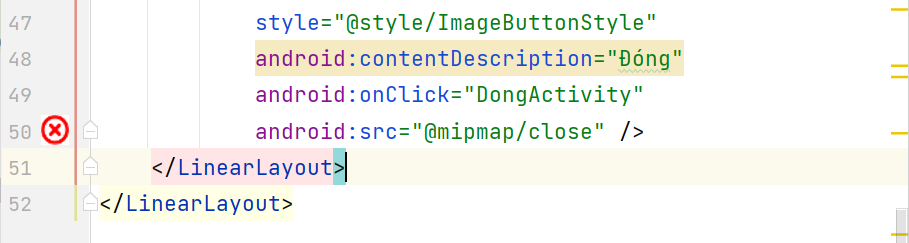 47 style="@style/ImageButtonStyle"
48 android:contentDescription="Đóng"
49 android:onClick="DongActivity"
50 android:src="@mipmap/close" />
51 </LinearLayout>
52 </LinearLayout>